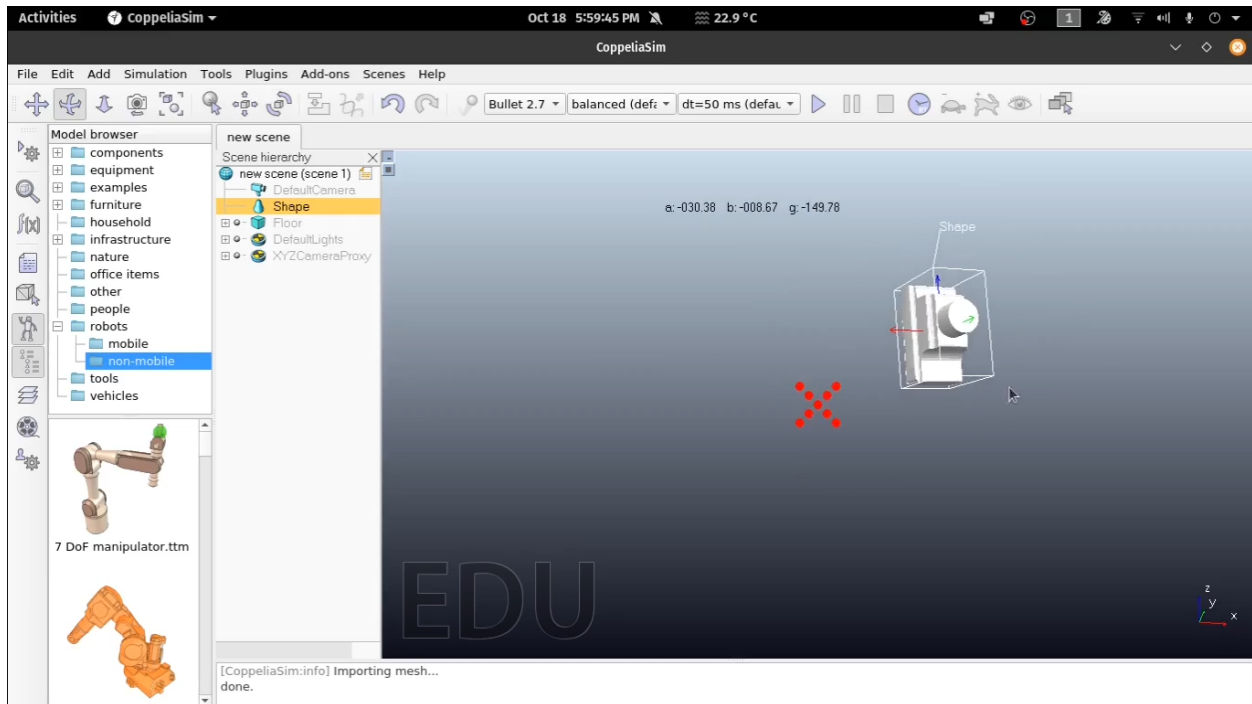 Activities CoppeliaSim Oct 18 5:59:45 PM 22.9 °C 1
CoppeliaSim
File Edit Add Simulation Tools Plugins Add-ons Scenes Help
Bullet 2.7 balanced (defa dt=50 ms (defau
Model browser
components
equipment
examples
furniture
household
infrastructure
nature
office items
other
people
robots
mobile
non-mobile
tools
vehicles
7 DoF manipulator.ttm
new scene
Scene hierarchy
new scene (scene 1)
DefaultCamera
Shape
Floor
DefaultLights
XYZCameraProxy
a:-030.38 b:-008.67 g:-149.78
Shape
EDU
z
y
x
f(x)
[CoppeliaSim:info] Importing mesh...
done.